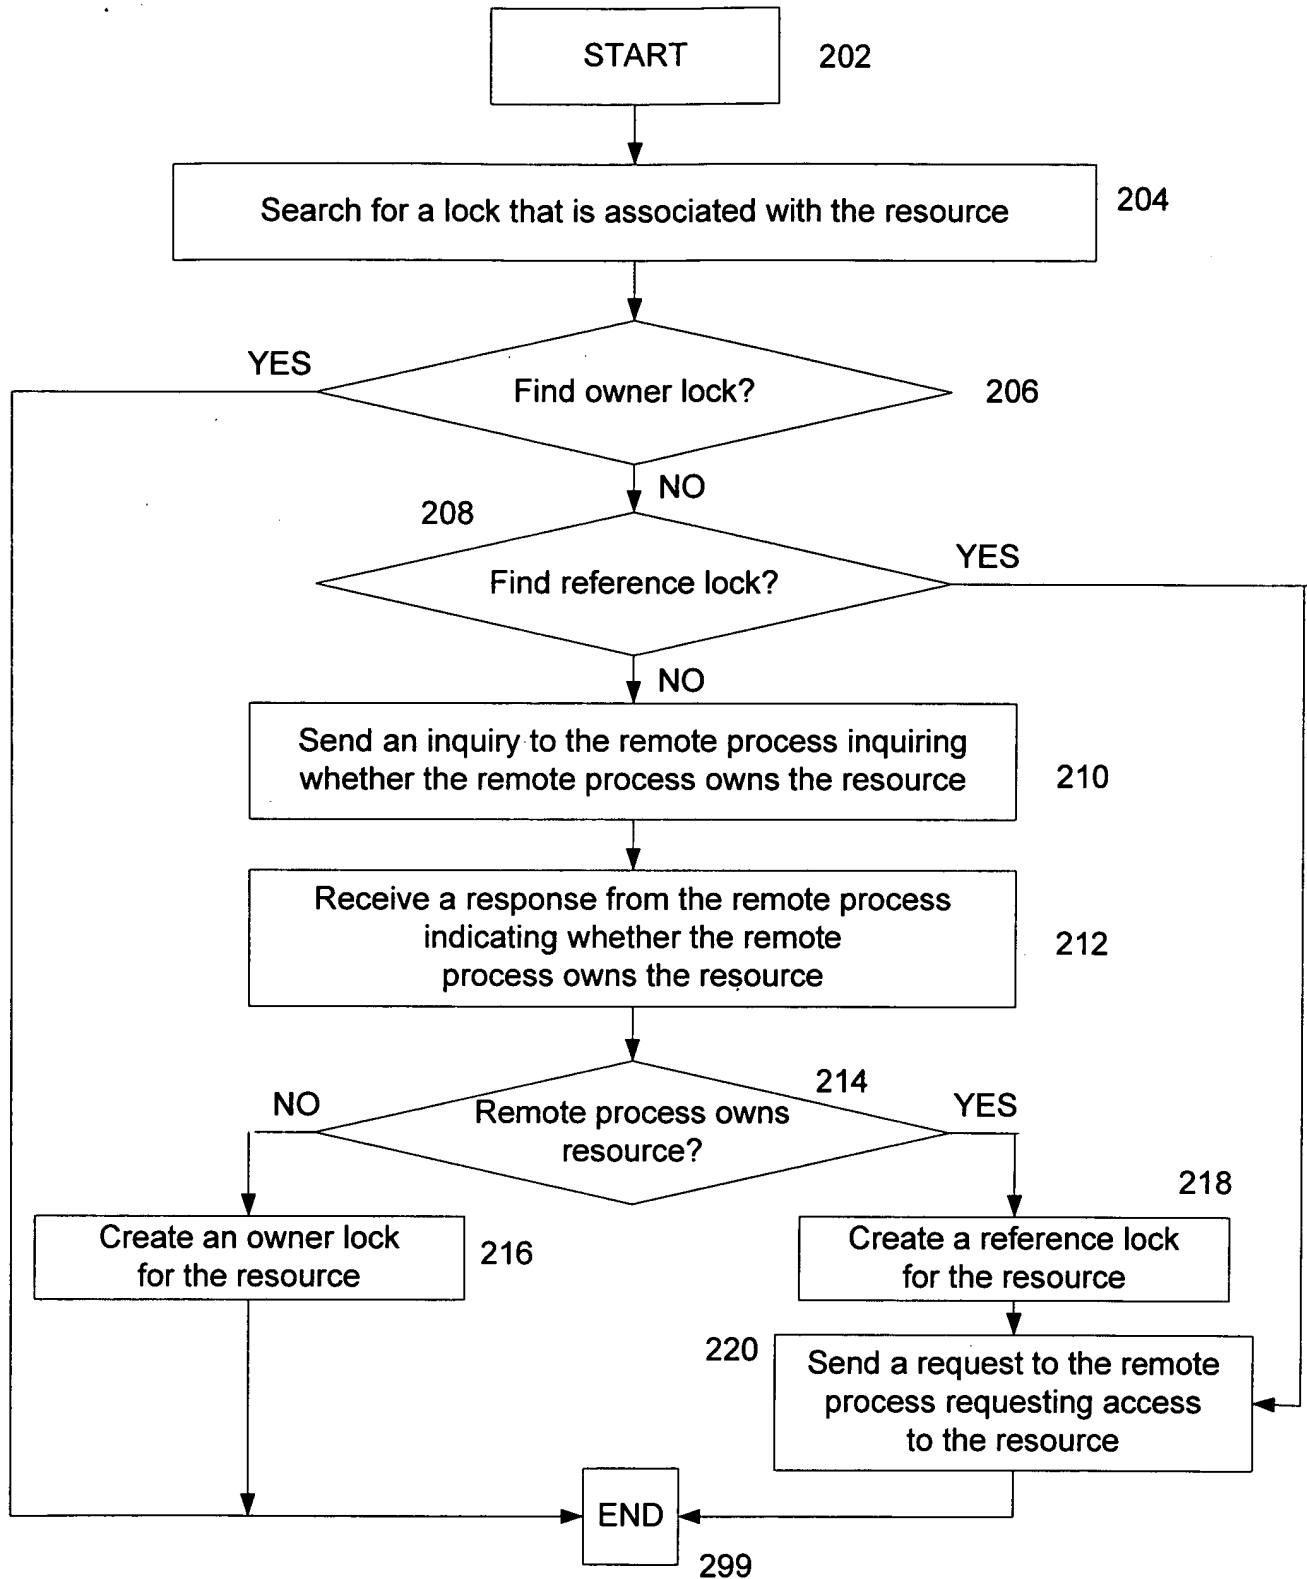 START
202
Search for a lock that is associated with the resource
204
YES
Find owner lock?
206
NO
208
Find reference lock?
YES
NO
Send an inquiry to the remote process inquiring
whether the remote process owns the resource
210
Receive a response from the remote process
indicating whether the remote
process owns the resource
212
214
NO
Remote process owns
resource?
YES
218
Create an owner lock
for the resource
216
Create a reference lock
for the resource
220
Send a request to the remote
process requesting access
to the resource
END
299